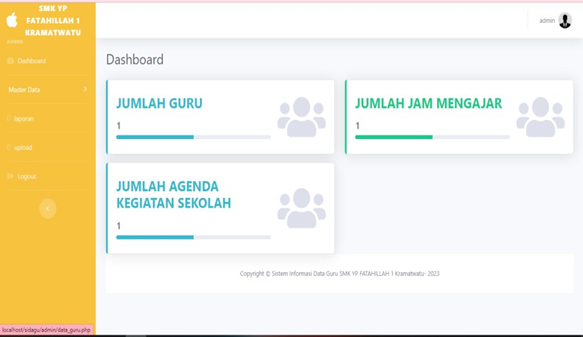 SMK YP
FATAHILLAH 1
KRAMATWATU
admin
Dashboard
Dashboard
Master Data
laporan
upload
Logout
JUMLAH GURU
1
JUMLAH JAM MENGAJAR
1
JUMLAH AGENDA
KEGIATAN SEKOLAH
1
Copyright © Sistem Informasi Data Guru SMK YP FATAHILLAH 1 Kramatwatu- 2023
localhost/sidagu/admin/data_guru.php